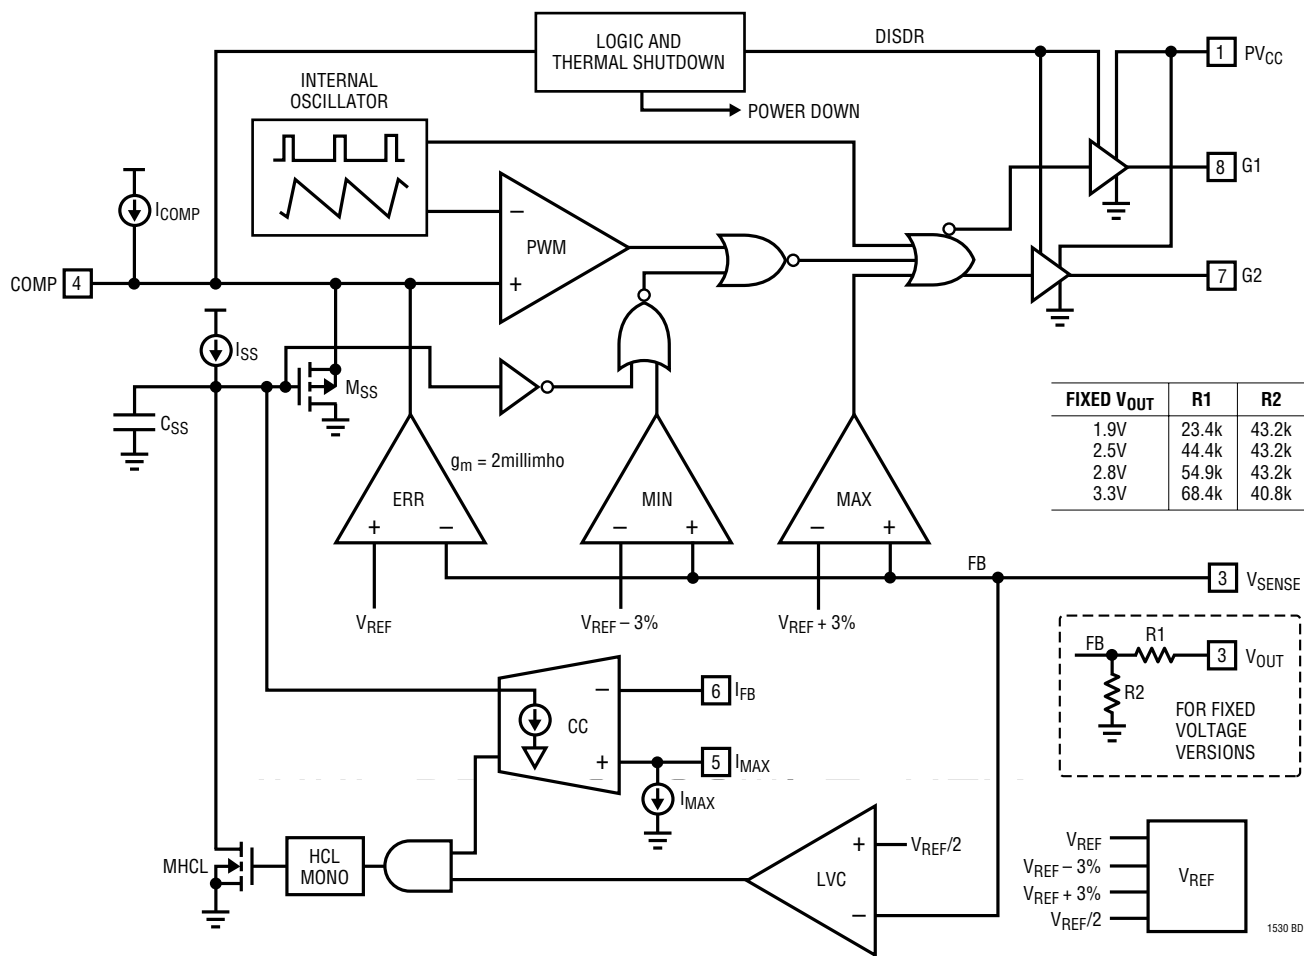 LOGIC AND
THERMAL SHUTDOWN
DISDR
1 PVCC
INTERNAL
OSCILLATOR
POWER DOWN
8 G1
ICOMP
−
PWM
+
COMP 4
7 G2
ISS
MSS
CSS
gm = 2millimho
FIXED VOUT R1 R2
1.9V 23.4k 43.2k
2.5V 44.4k 43.2k
2.8V 54.9k 43.2k
3.3V 68.4k 40.8k
ERR
+ −
MIN
− +
MAX
− +
FB
3 VSENSE
VREF
VREF – 3%
VREF + 3%
FB
R1
3 VOUT
R2
FOR FIXED
VOLTAGE
VERSIONS
−
6 IFB
CC
+
5 IMAX
IMAX
MHCL
HCL
MONO
+
VREF/2
LVC
−
VREF
VREF – 3%
VREF + 3%
VREF/2
VREF
1530 BD